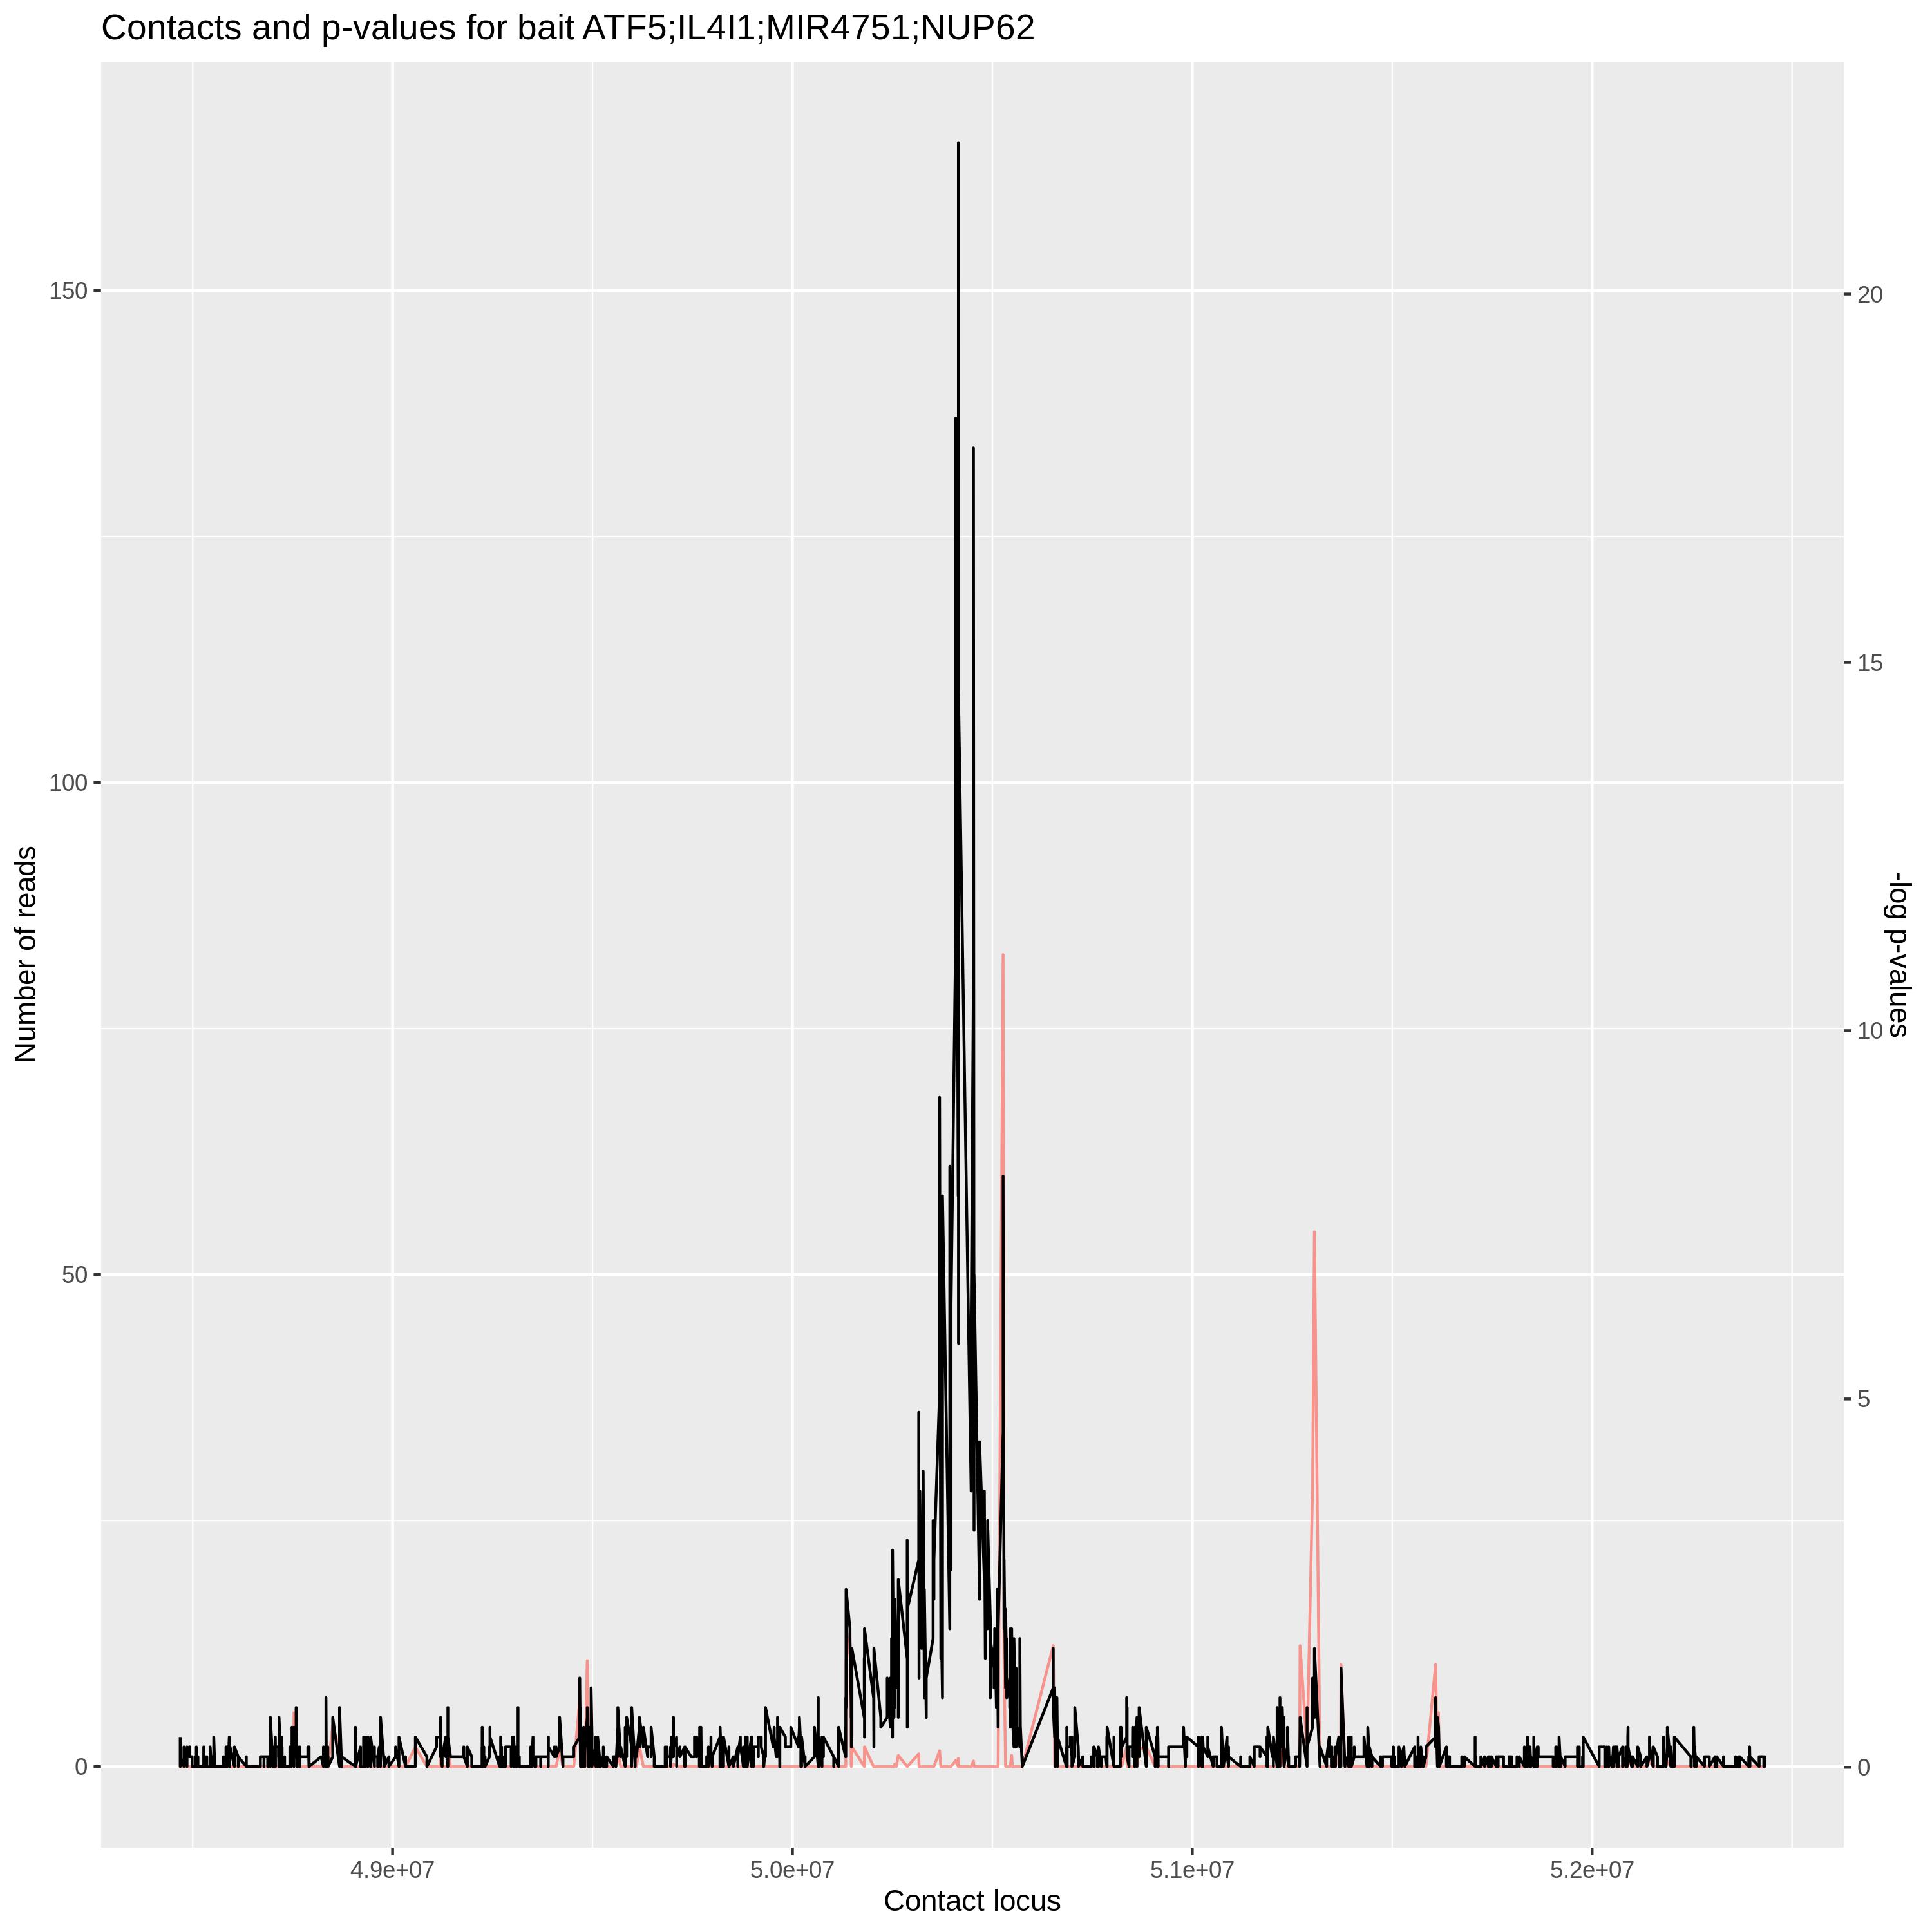 Contacts and p-values for bait ATF5;IL4I1;MIR4751;NUP62
150
100
50
0
Number of reads
20
15
10
5
0
-log p-values
4.9e+07
5.0e+07
5.1e+07
5.2e+07
Contact locus